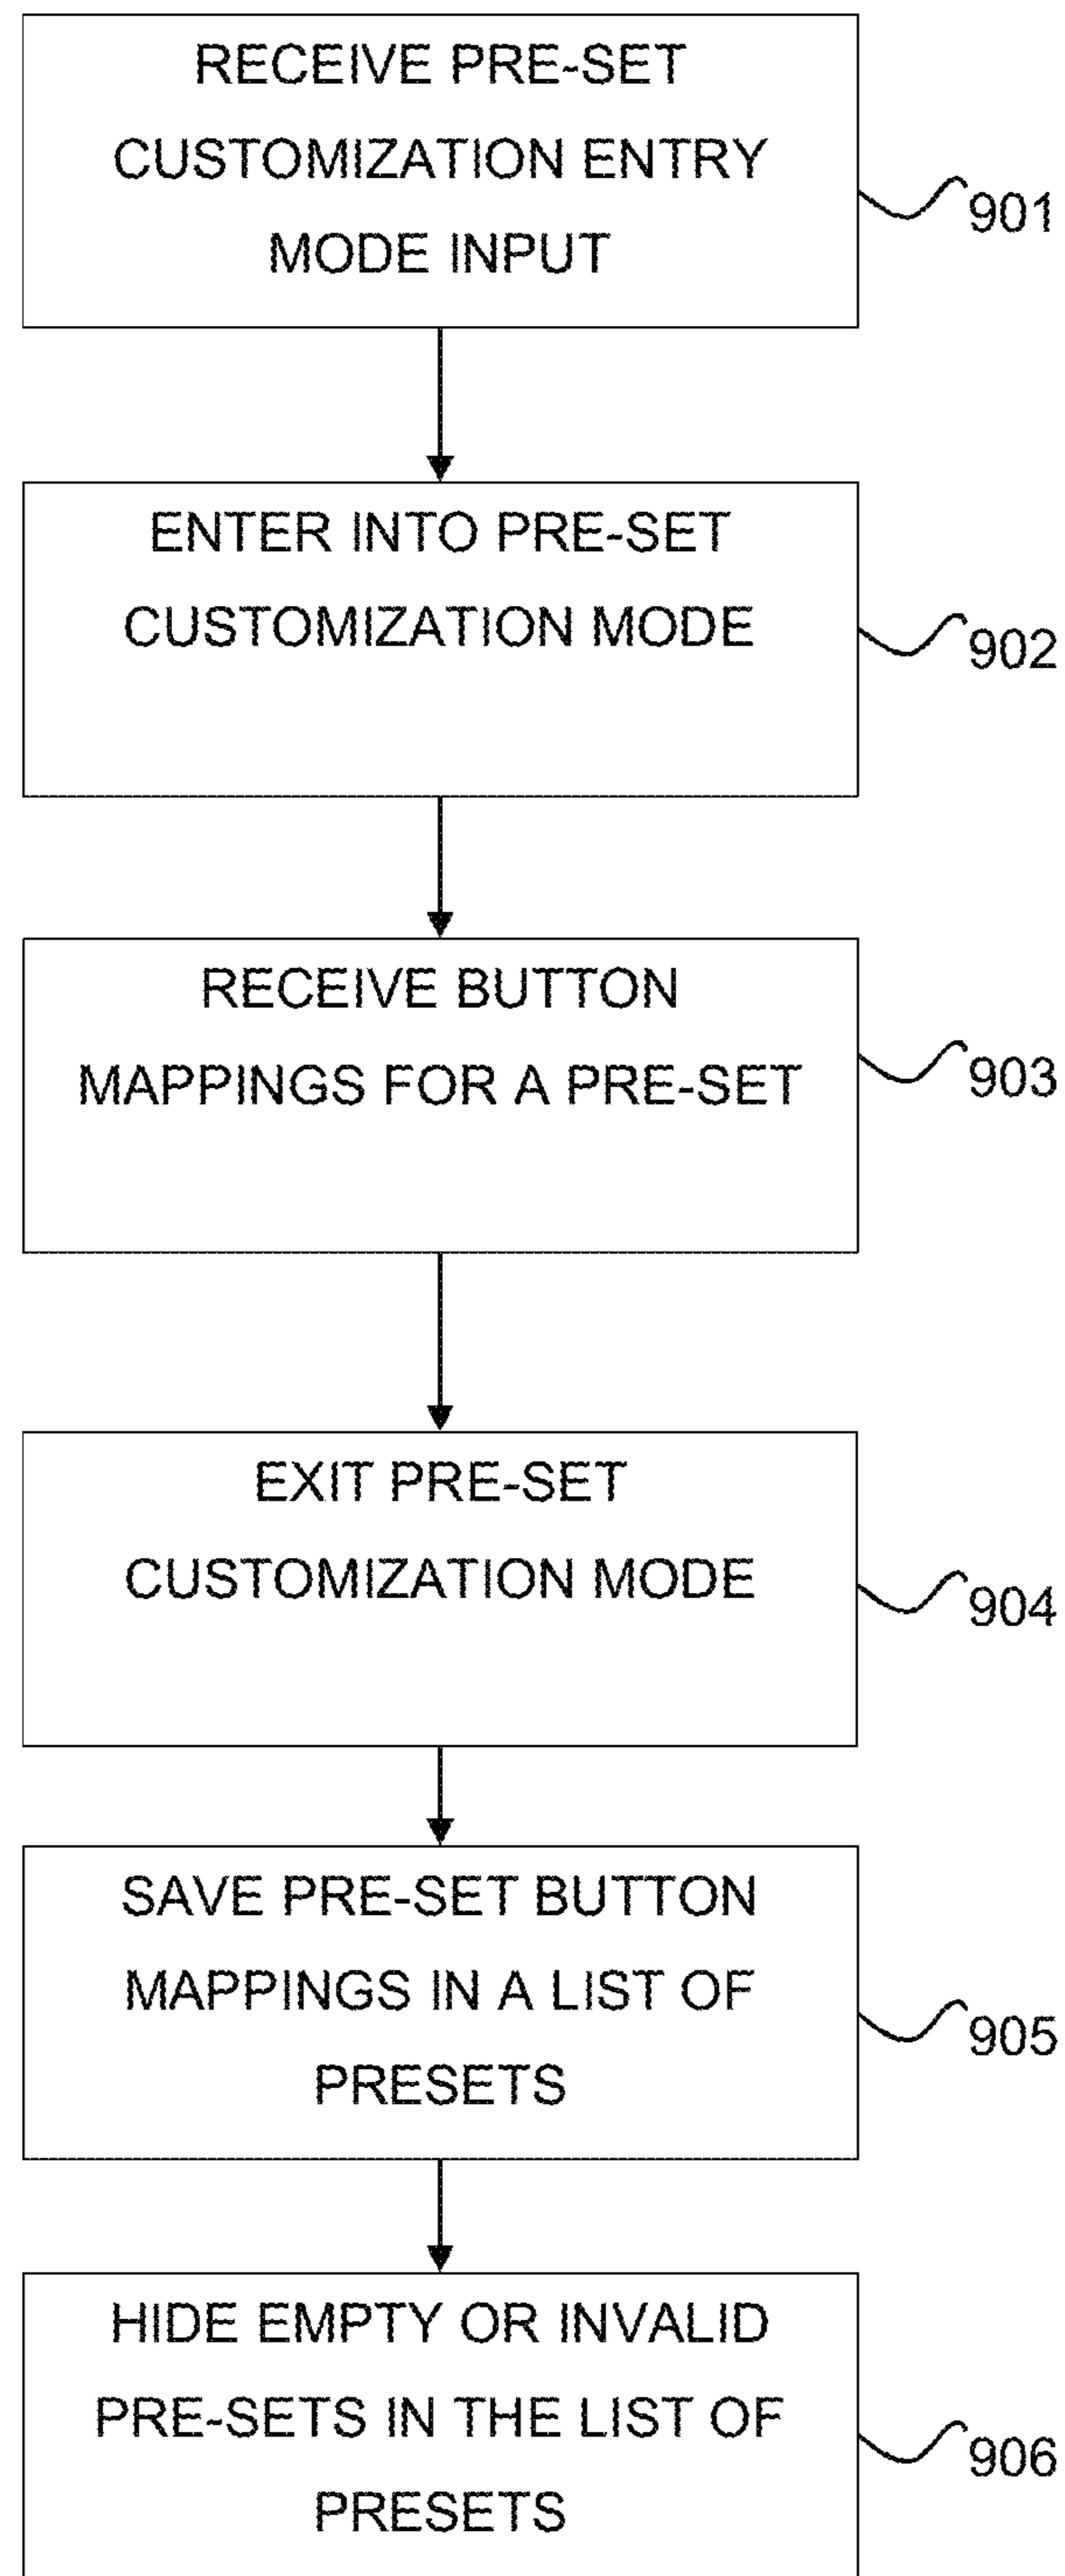 RECEIVE PRE-SET
CUSTOMIZATION ENTRY
MODE INPUT
901
ENTER INTO PRE-SET
CUSTOMIZATION MODE
902
RECEIVE BUTTON
MAPPINGS FOR A PRE-SET
903
EXIT PRE-SET
CUSTOMIZATION MODE
904
SAVE PRE-SET BUTTON
MAPPINGS IN A LIST OF
PRESETS
905
HIDE EMPTY OR INVALID
PRE-SETS IN THE LIST OF
PRESETS
906